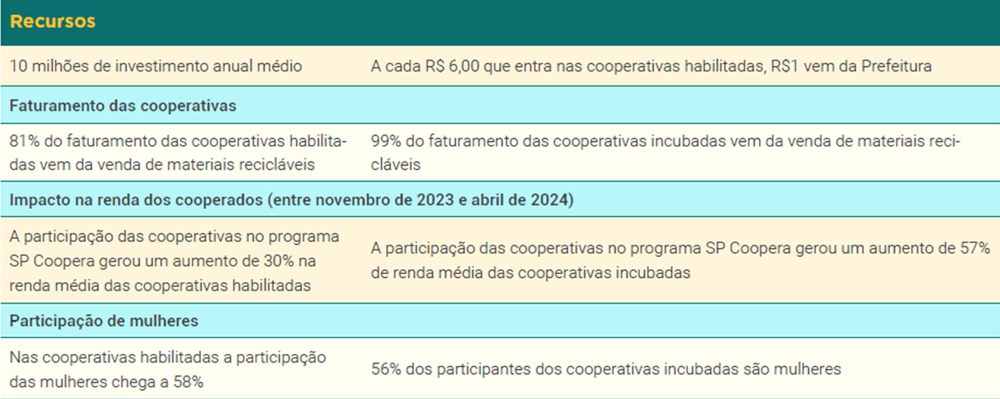 Recursos
10 milhões de investimento anual médio
A cada R$ 6,00 que entra nas cooperativas habilitadas, R$1 vem da Prefeitura
Faturamento das cooperativas
81% do faturamento das cooperativas habilita-
das vem da venda de materiais recicláveis
99% do faturamento das cooperativas incubadas vem da venda de materiais reci-
cláveis
Impacto na renda dos cooperados (entre novembro de 2023 e abril de 2024)
A participação das cooperativas no programa
SP Coopera gerou um aumento de 30% na
renda média das cooperativas habilitadas
A participação das cooperativas no programa SP Coopera gerou um aumento de 57%
de renda média das cooperativas incubadas
Participação de mulheres
Nas cooperativas habilitadas a participação
das mulheres chega a 58%
56% dos participantes dos cooperativas incubadas são mulheres